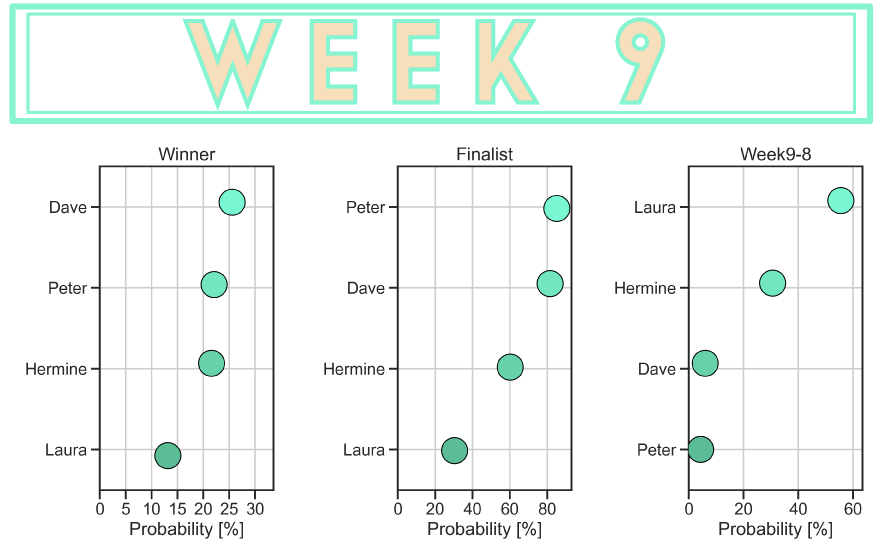 WEEK 9
Winner
Dave
Peter
Hermine
Laura
0 5 10 15 20 25 30
Probability [%]
Finalist
Peter
Dave
Hermine
Laura
0 20 40 60 80
Probability [%]
Week9-8
Laura
Hermine
Dave
Peter
0 20 40 60
Probability [%]